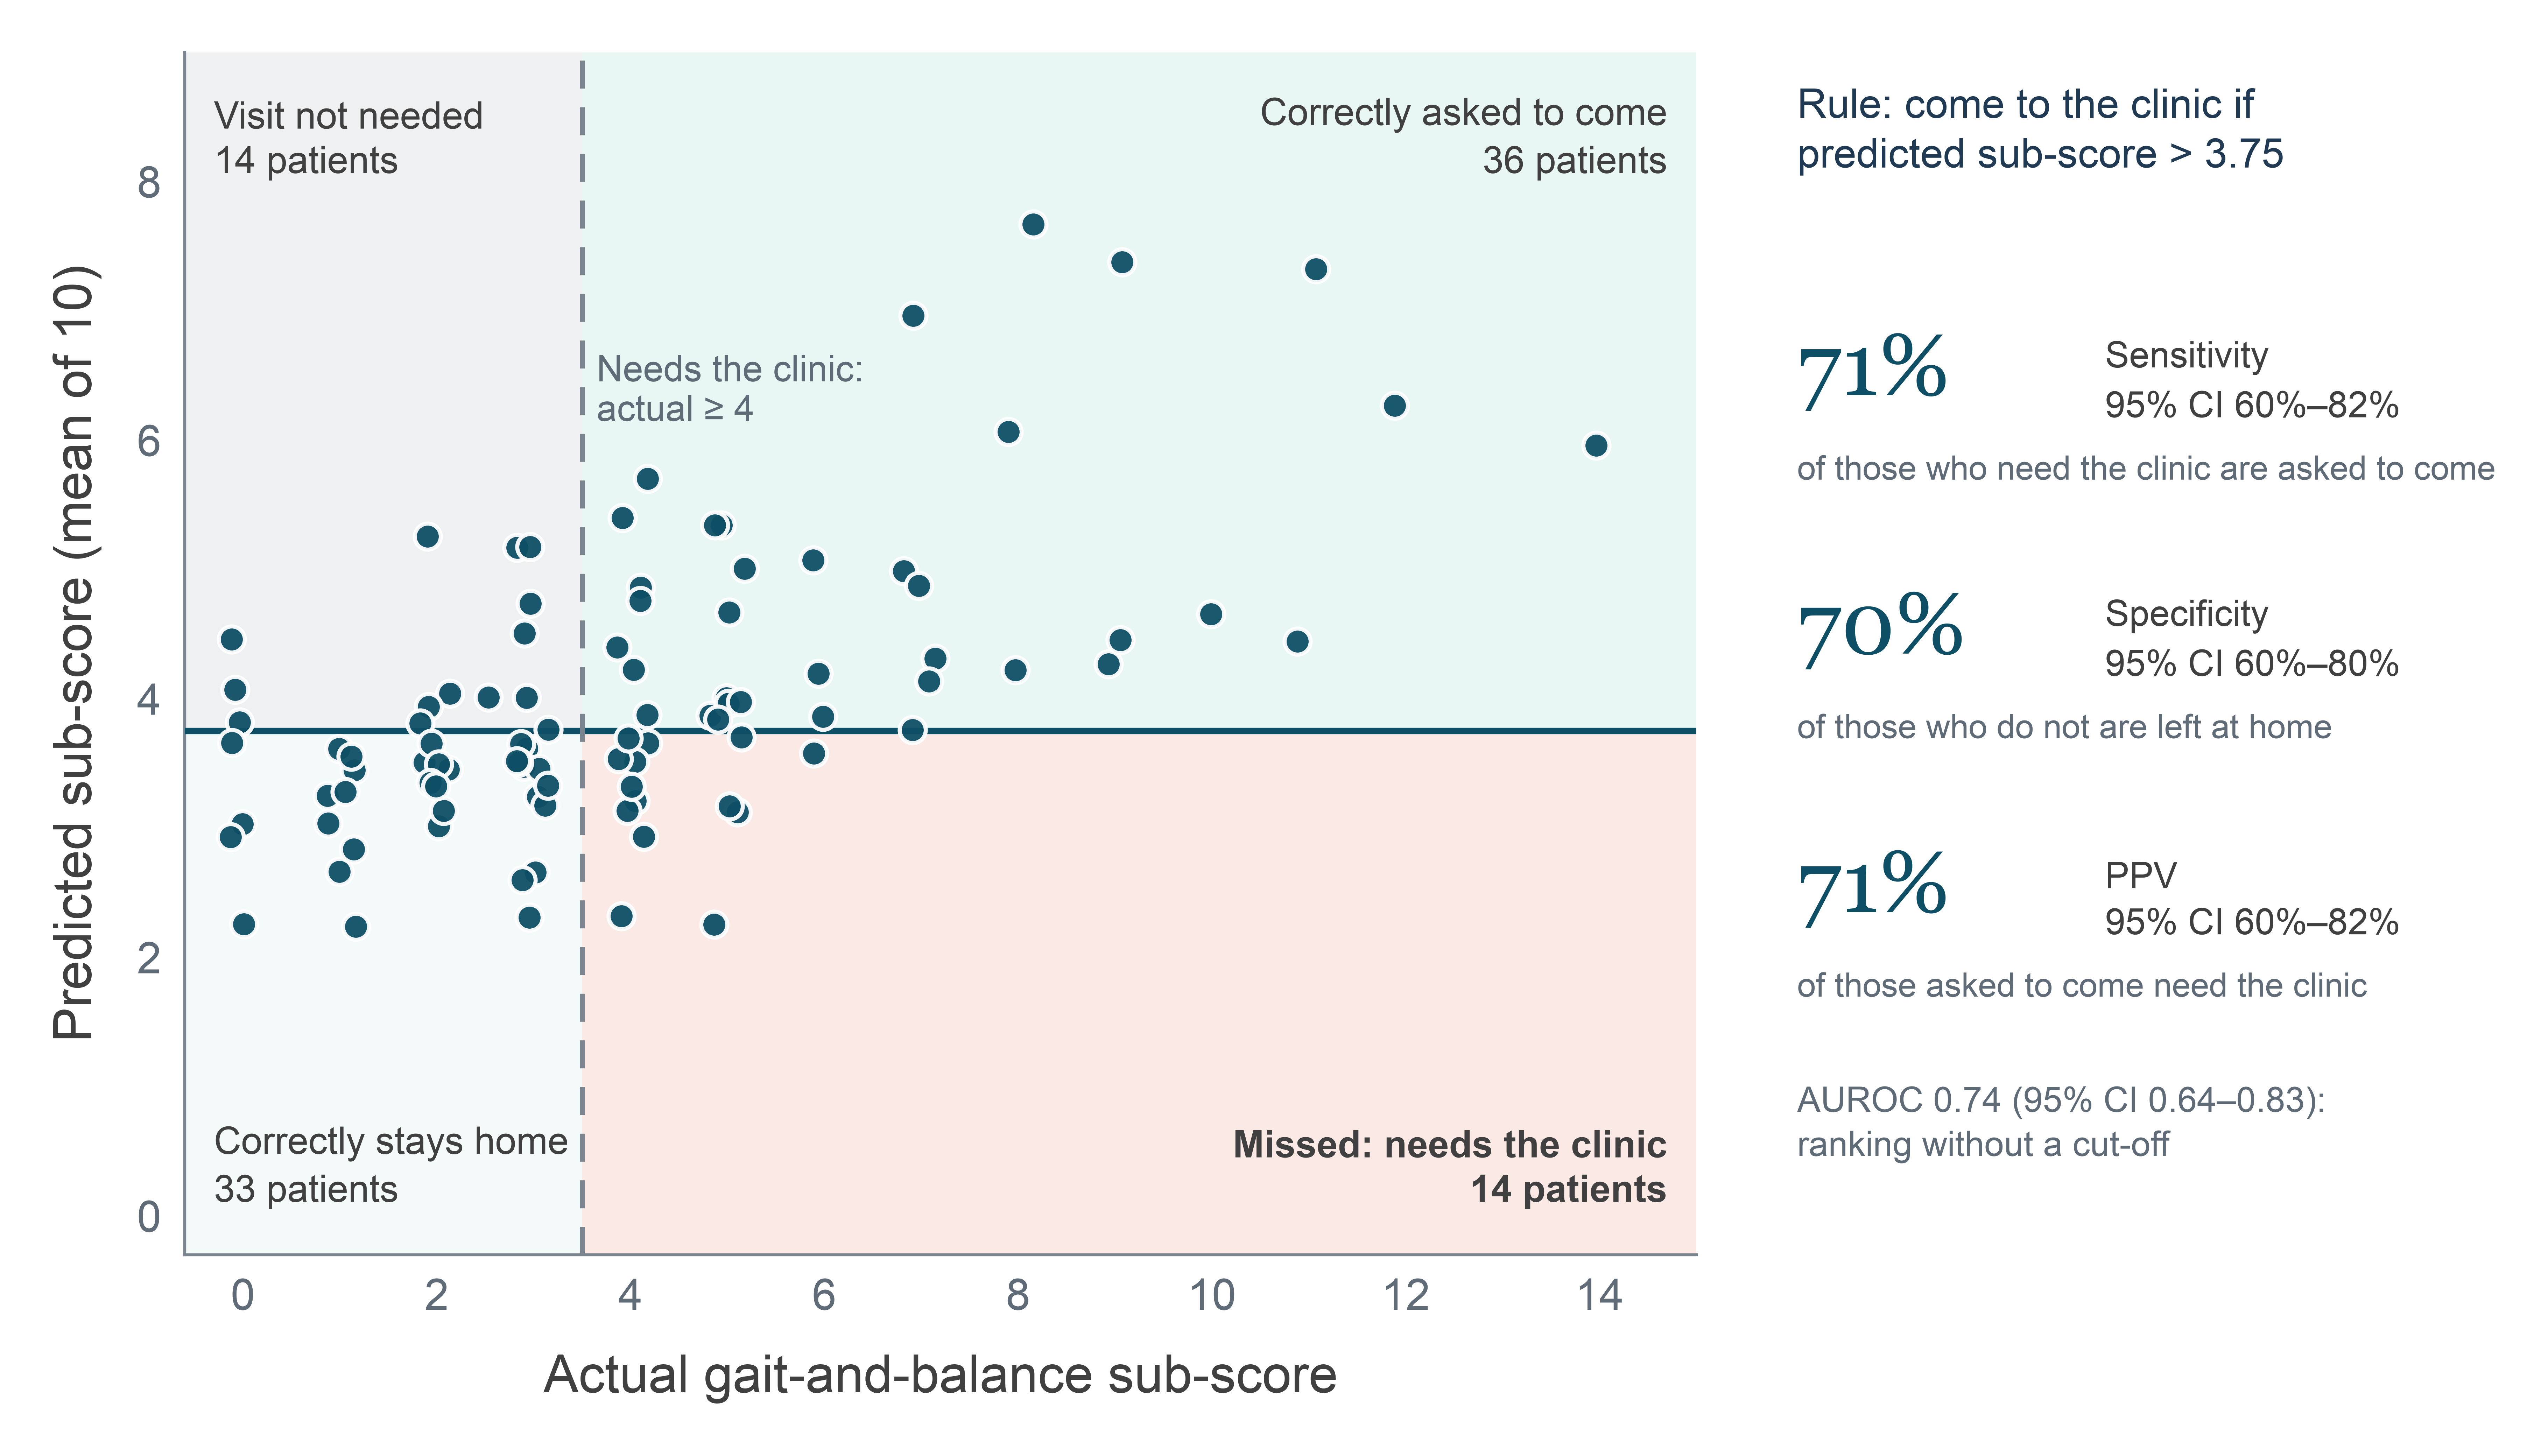 Visit not needed
14 patients
Correctly asked to come
36 patients
Needs the clinic:
actual ≥ 4
Correctly stays home
33 patients
Missed: needs the clinic
14 patients
8
6
4
2
0
Predicted sub-score (mean of 10)
0 2 4 6 8 10 12 14
Actual gait-and-balance sub-score
Rule: come to the clinic if
predicted sub-score > 3.75
71%
Sensitivity
95% CI 60%–82%
of those who need the clinic are asked to come
70%
Specificity
95% CI 60%–80%
of those who do not are left at home
71%
PPV
95% CI 60%–82%
of those asked to come need the clinic
AUROC 0.74 (95% CI 0.64–0.83):
ranking without a cut-off